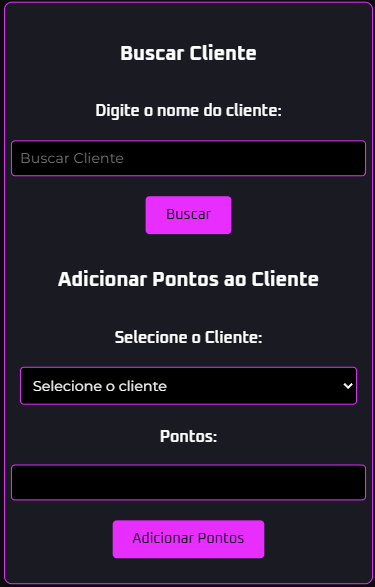 Buscar Cliente
Digite o nome do cliente:
Buscar Cliente
Buscar
Adicionar Pontos ao Cliente
Selecione o Cliente:
Selecione o cliente
Pontos:
Adicionar Pontos